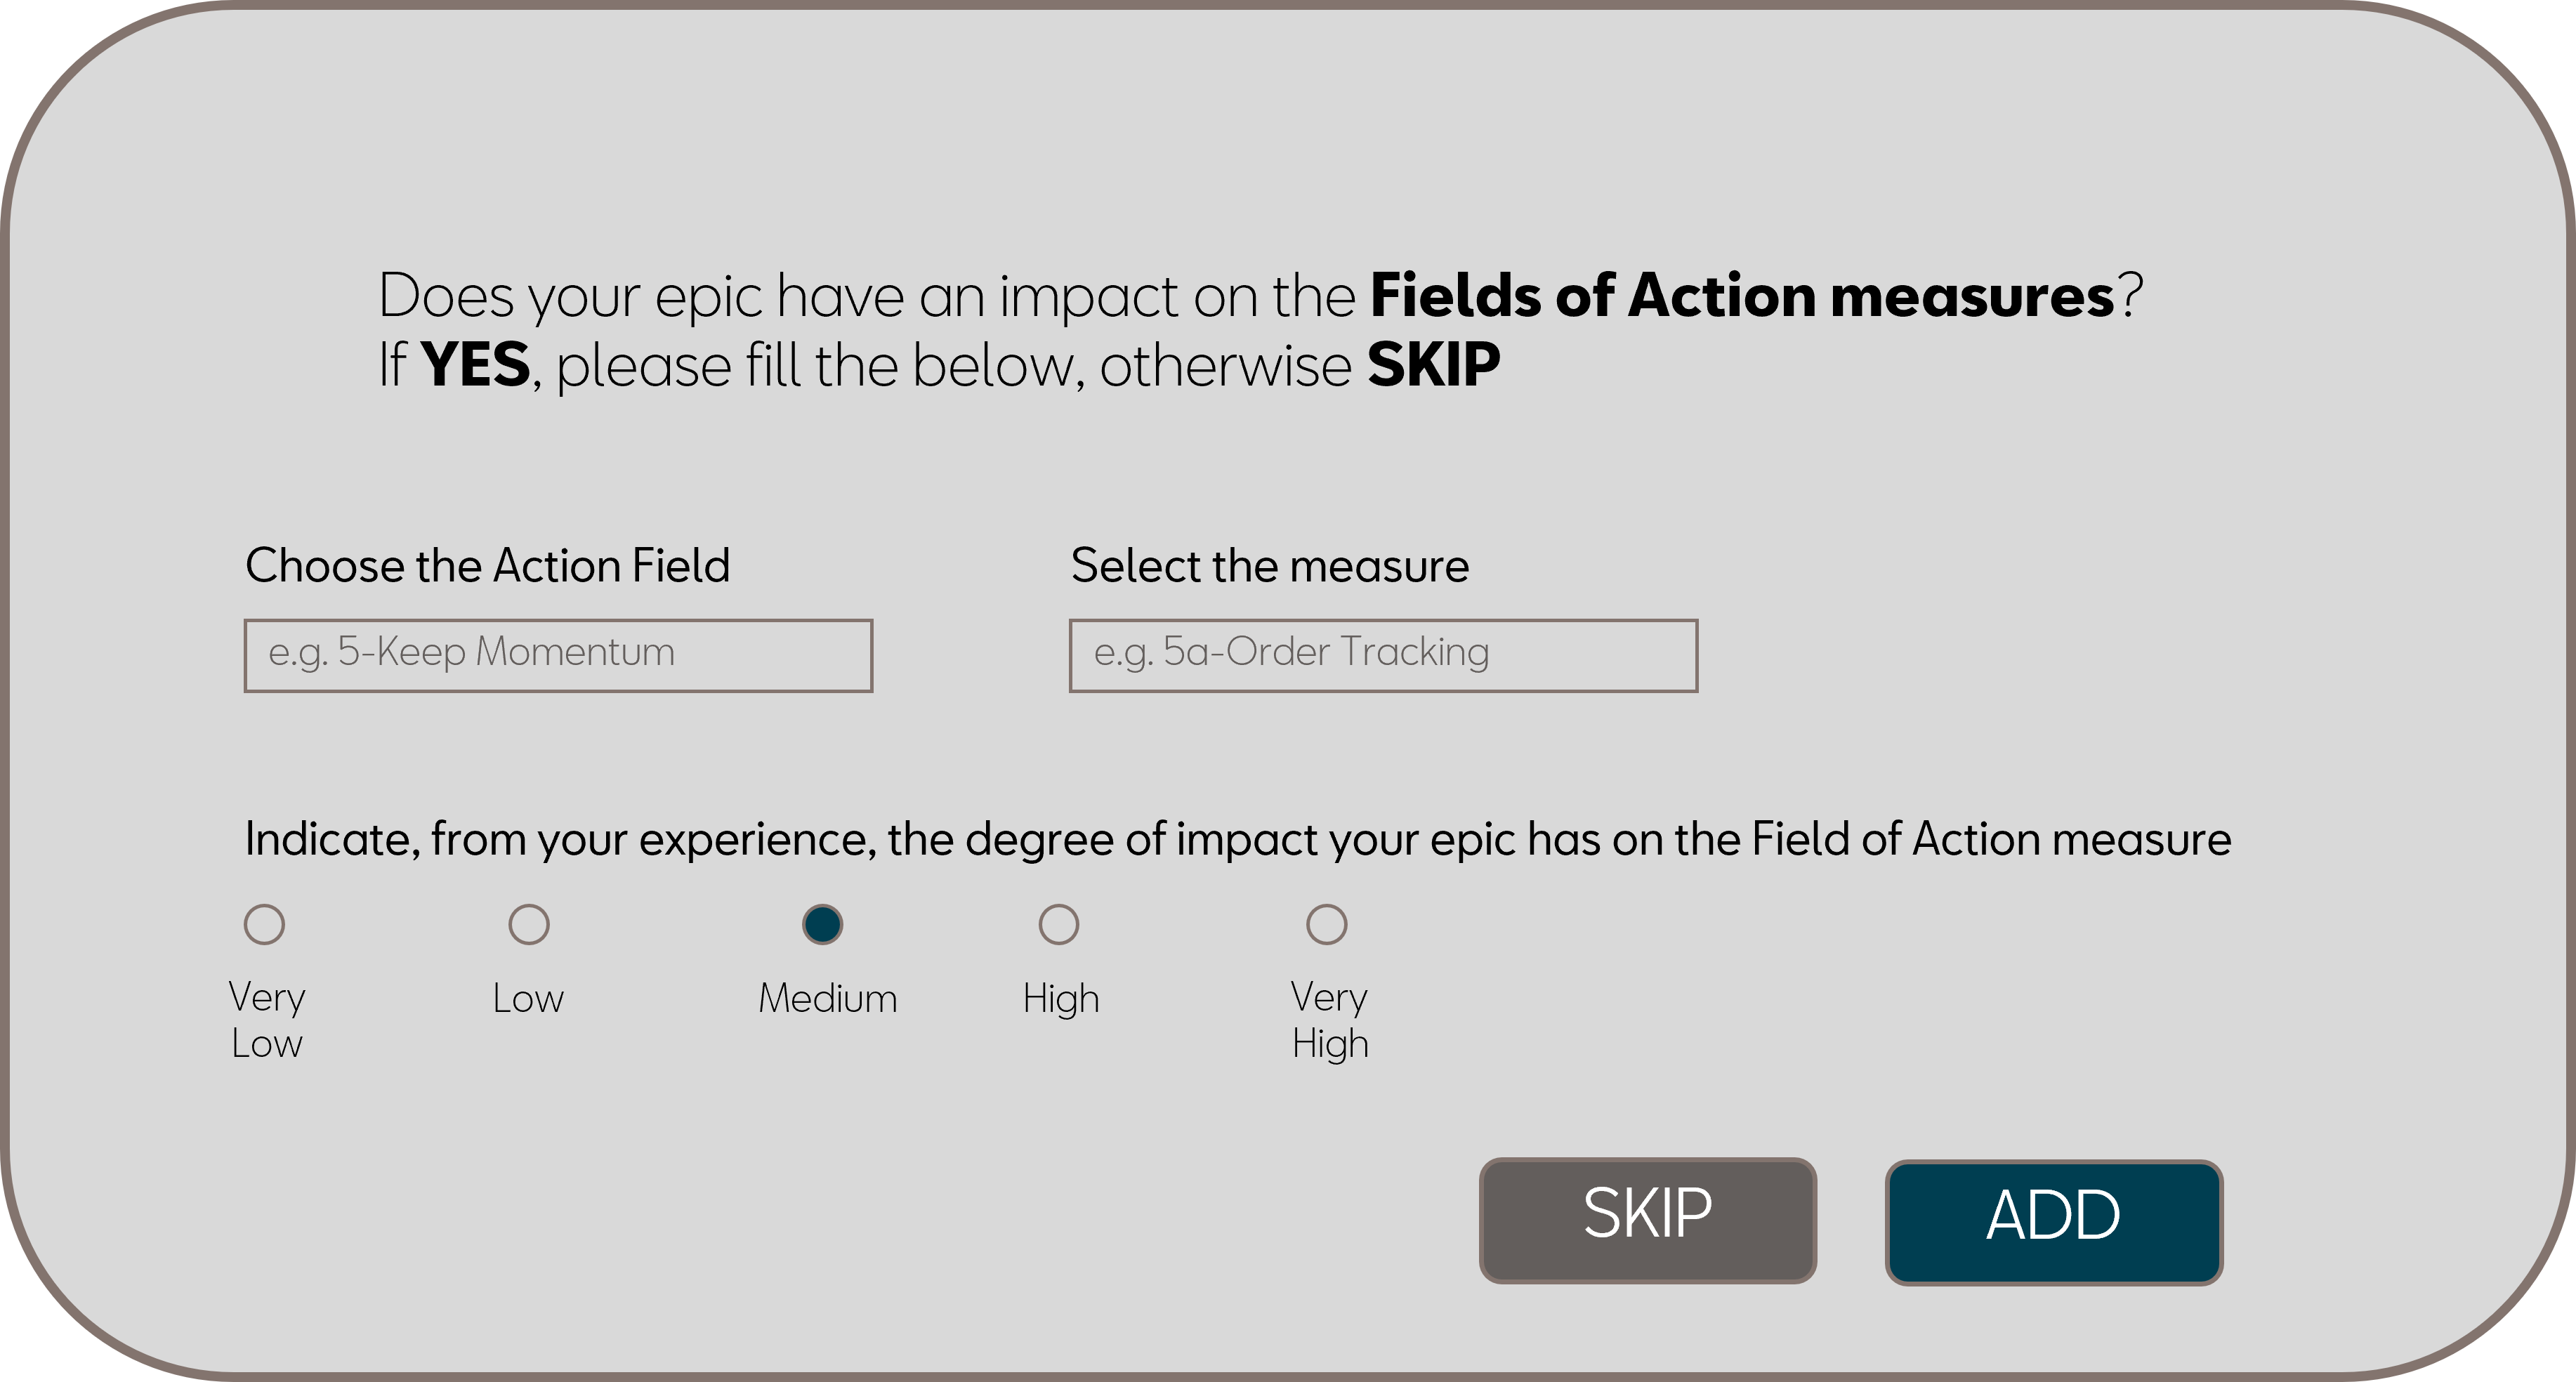 Does your epic have an impact on the Fields of Action measures?
If YES, please fill the below, otherwise SKIP
Choose the Action Field
Select the measure
e.g. 5-Keep Momentum
e.g. 5a-Order Tracking
Indicate, from your experience, the degree of impact your epic has on the Field of Action measure
Very
Low
Low
Medium
High
Very
High
SKIP
ADD